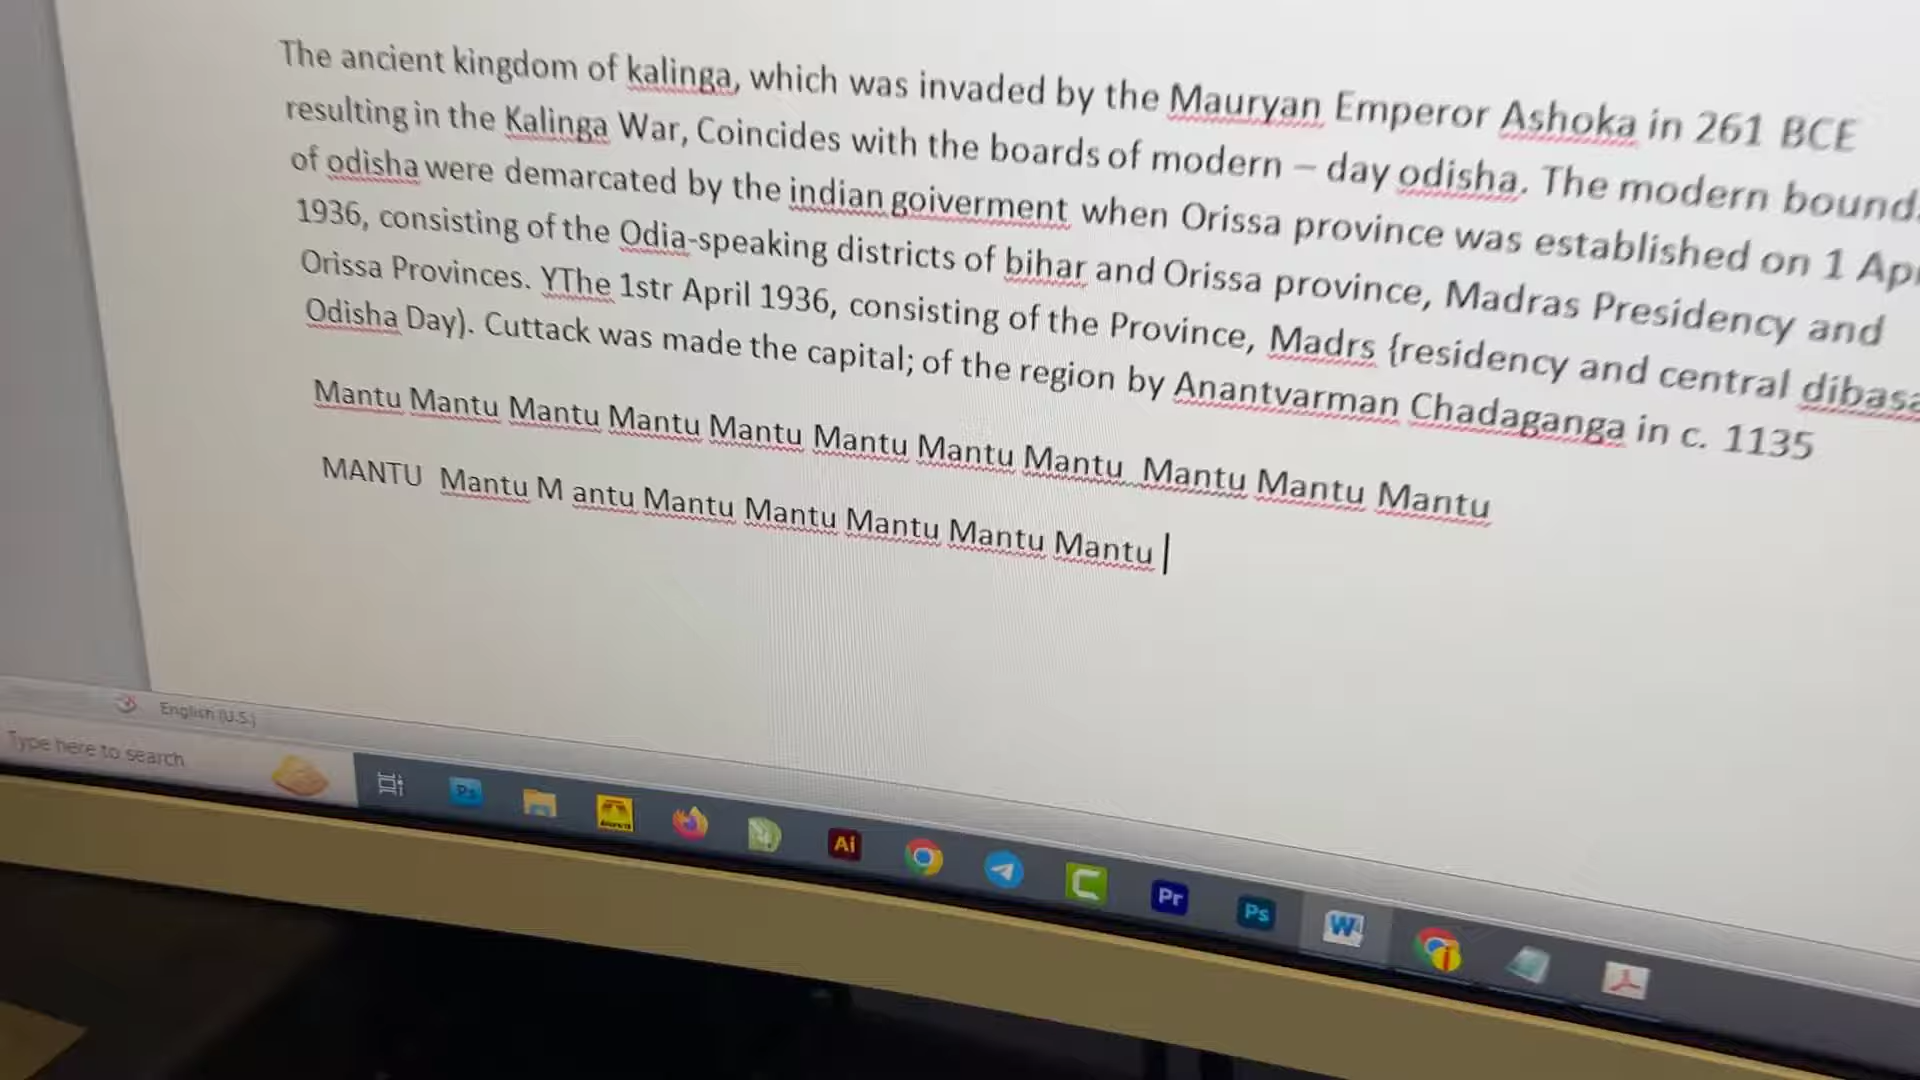 The ancient kingdom of kalinga, which was invaded by the Mauryan Emperor Ashoka in 261 BCE
resulting in the Kalinga War, Coincides with the boards of modern – day odisha. The modern
of odisha were demarcated by the indian goiverment when Orissa province was established on 1
1936, consisting of the Odia-speaking districts of bihar and Orissa province, Madras Presidency and
Orissa Provinces. YThe 1str April 1936, consisting of the Province, Madrs {residency and central
Odisha Day). Cuttack was made the capital; of the region by Anantvarman Chadaganga in c. 1135
Mantu Mantu Mantu Mantu Mantu Mantu Mantu Mantu Mantu Mantu Mantu
MANTU Mantu M antu Mantu Mantu Mantu Mantu Mantu
English (U.S.)
Type here to search
Ps
Ai
Pr
Ps
W